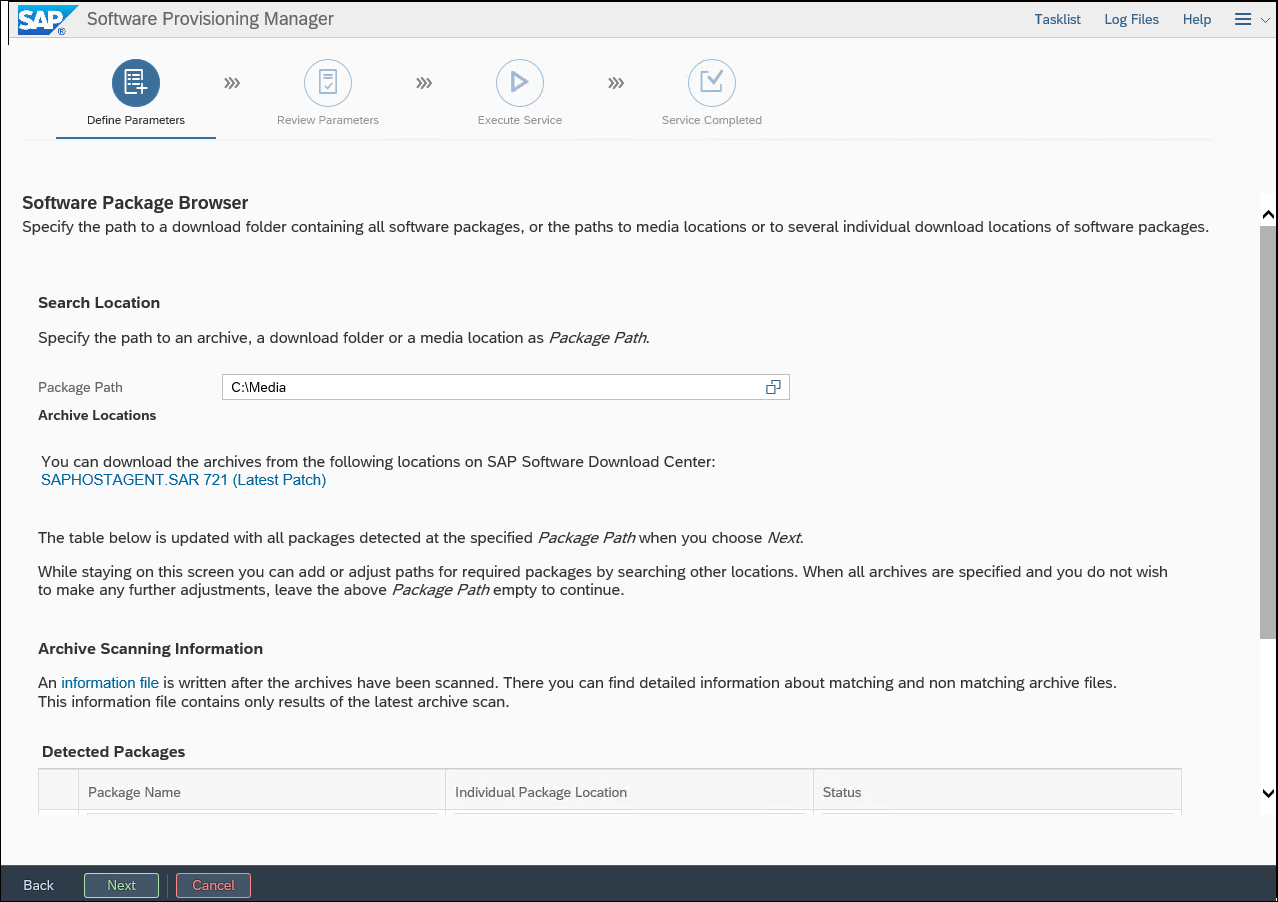 SAP® Software Provisioning Manager Tasklist Log Files Help
Define Parameters Review Parameters Execute Service Service Completed
Software Package Browser
Specify the path to a download folder containing all software packages, or the paths to media locations or to several individual download locations of software packages.
Search Location
Specify the path to an archive, a download folder or a media location as Package Path.
Package Path C:\Media
Archive Locations
You can download the archives from the following locations on SAP Software Download Center:
SAPHOSTAGENT.SAR 721 (Latest Patch)
The table below is updated with all packages detected at the specified Package Path when you choose Next.
While staying on this screen you can add or adjust paths for required packages by searching other locations. When all archives are specified and you do not wish
to make any further adjustments, leave the above Package Path empty to continue.
Archive Scanning Information
An information file is written after the archives have been scanned. There you can find detailed information about matching and non matching archive files.
This information file contains only results of the latest archive scan.
Detected Packages
Package Name Individual Package Location Status
Back Next Cancel